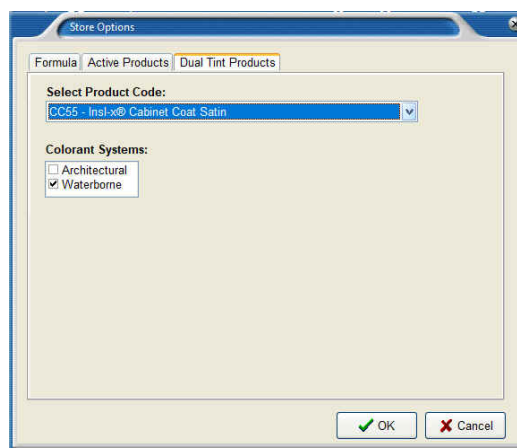 Store Options
Formula Active Products Dual Tint Products
Select Product Code:
CC55 - Insl-x® Cabinet Coat Satin
Colorant Systems:
Architectural
Waterborne
OK Cancel